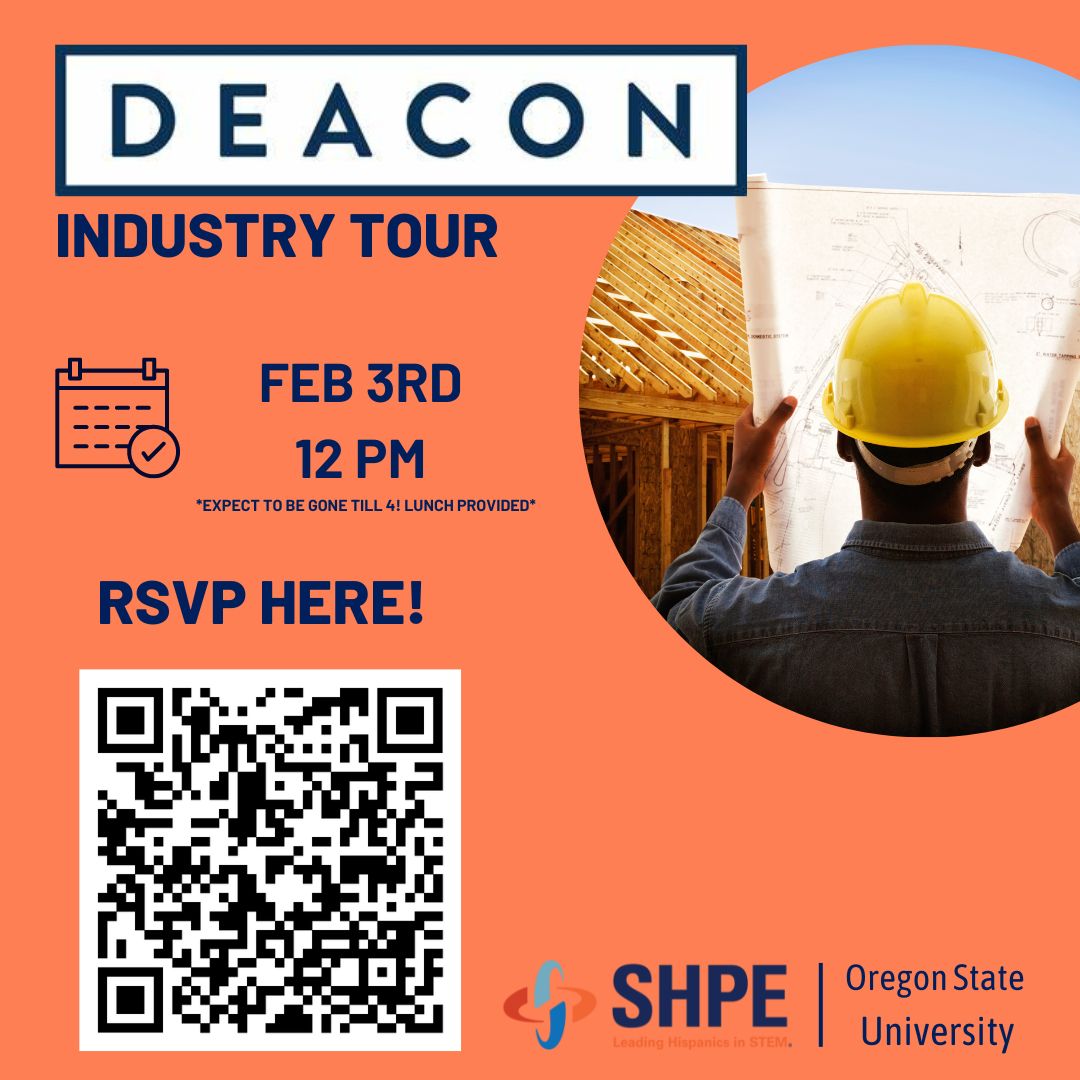 DEACON
INDUSTRY TOUR
FEB 3RD
12 PM
*EXPECT TO BE GONE TILL 4! LUNCH PROVIDED*
RSVP HERE!
SHPE
Leading Hispanics in STEM.
Oregon State
University